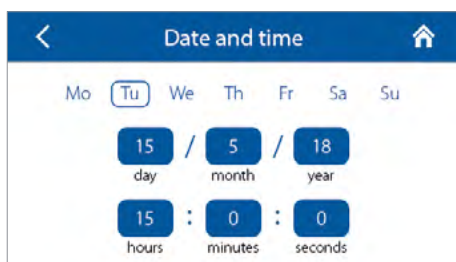 Date and time
Mo Tu We Th Fr Sa Su
15 / 5 / 18
day month year
15 : 0 : 0
hours minutes seconds